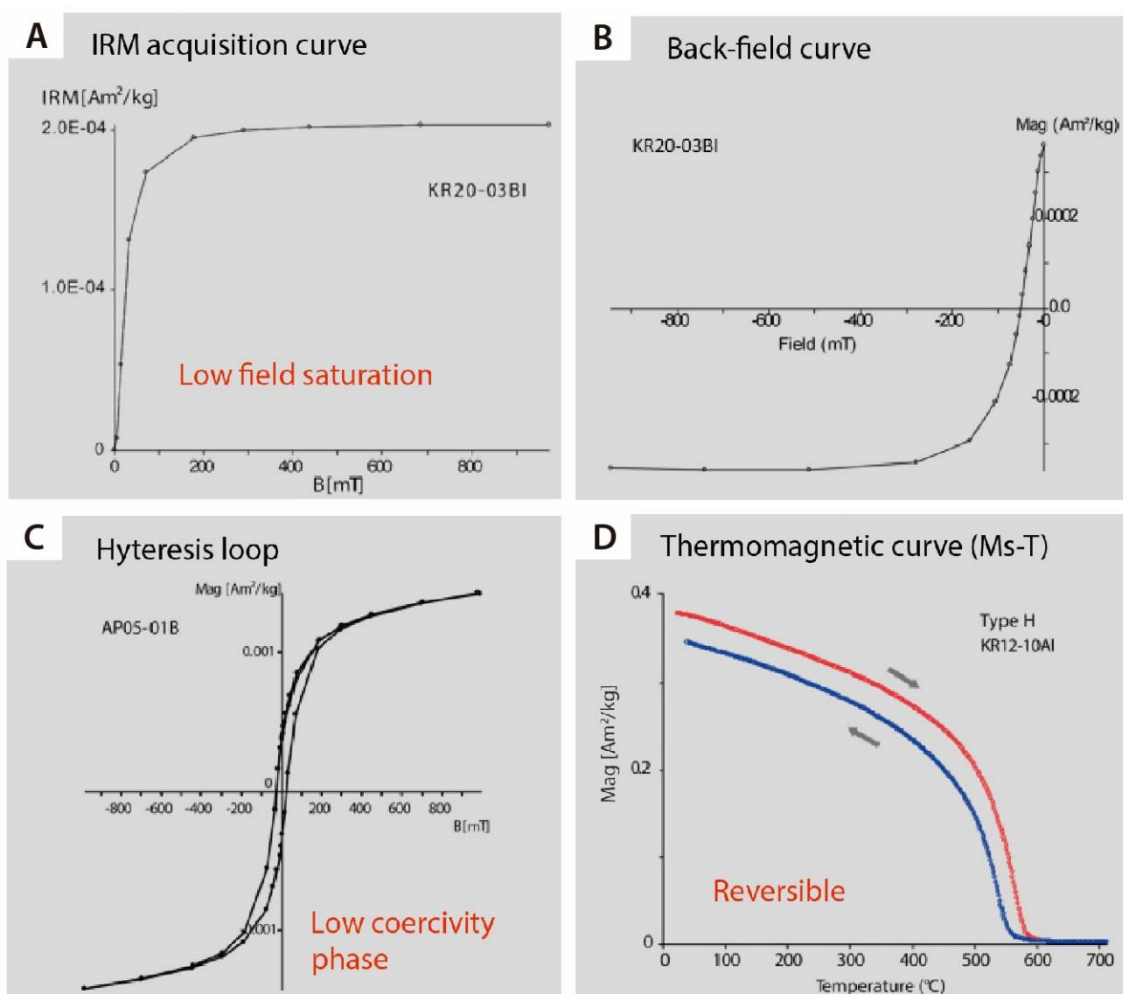 A
IRM acquisition curve
IRM[Am²/kg]
2.0E-04
KR20-03BI
1.0E-04
Low field saturation
0
0 200 400 600 800
B[mT]
B
Back-field curve
Mag (Am²/kg)
KR20-03BI
0.0002
0.0
-800 -600 -400 -200 -0
Field (mT)
-0.0002
C
Hyteresis loop
Mag [Am²/kg]
AP05-01B
0.001
0
-800 -600 -400 -200 200 400 600 800
B[mT]
0.001
Low coercivity
phase
D
Thermomagnetic curve (Ms-T)
0.4
Type H
KR12-10AI
Mag [Am²/kg]
0.2
Reversible
0
0 100 200 300 400 500 600 700
Temperature (°C)